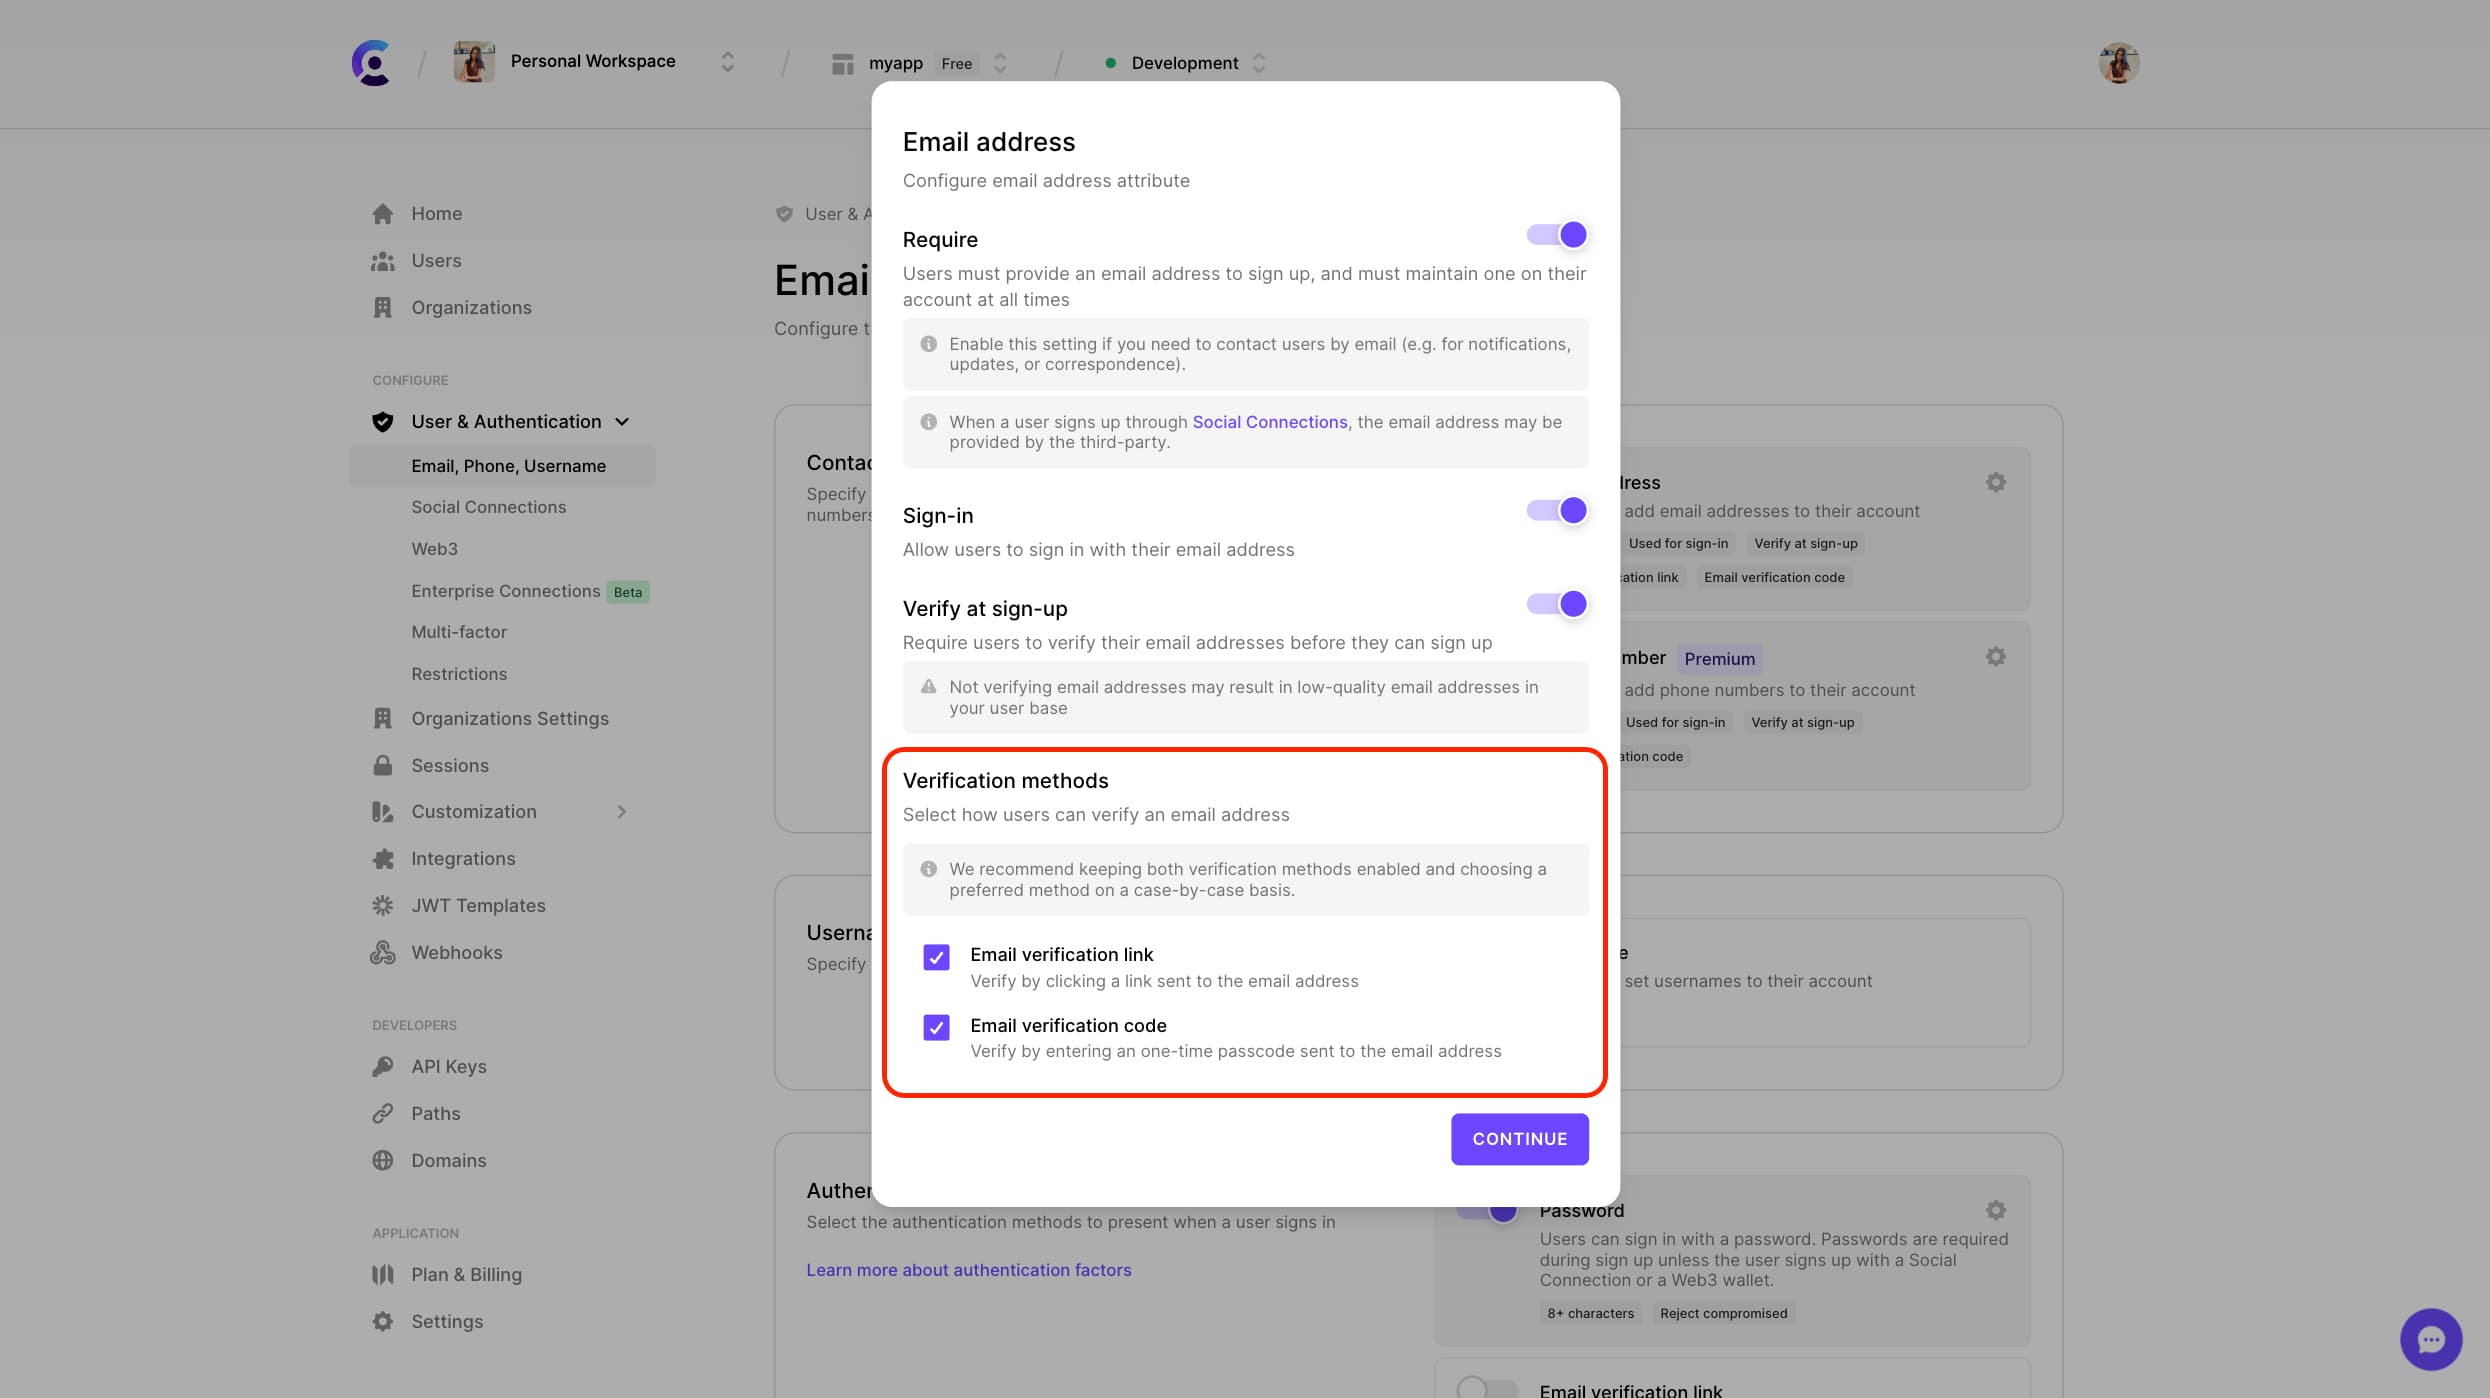 Personal Workspace
myapp Free
Development
Home
Users
Organizations
CONFIGURE
User & Authentication
Email, Phone, Username
Social Connections
Web3
Enterprise Connections Beta
Multi-factor
Restrictions
Organizations Settings
Sessions
Customization
Integrations
JWT Templates
Webhooks
DEVELOPERS
API Keys
Paths
Domains
APPLICATION
Plan & Billing
Settings
User & A
Emai
Configure t
Contac
Specify
numbers
Userna
Specify
Authen
Select the authentication methods to present when a user signs in
Learn more about authentication factors
Email address
Configure email address attribute
Require
Users must provide an email address to sign up, and must maintain one on their
account at all times
Enable this setting if you need to contact users by email (e.g. for notifications,
updates, or correspondence).
When a user signs up through Social Connections, the email address may be
provided by the third-party.
Sign-in
Allow users to sign in with their email address
Verify at sign-up
Require users to verify their email addresses before they can sign up
Not verifying email addresses may result in low-quality email addresses in
your user base
Verification methods
Select how users can verify an email address
We recommend keeping both verification methods enabled and choosing a
preferred method on a case-by-case basis.
Email verification link
Verify by clicking a link sent to the email address
Email verification code
Verify by entering an one-time passcode sent to the email address
CONTINUE
dress
add email addresses to their account
Used for sign-in Verify at sign-up
cation link Email verification code
mber Premium
add phone numbers to their account
Used for sign-in Verify at sign-up
ation code
e
set usernames to their account
Password
Users can sign in with a password. Passwords are required
during sign up unless the user signs up with a Social
Connection or a Web3 wallet.
8+ characters Reject compromised
Email verification link